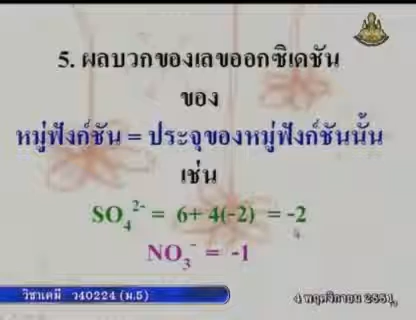 5. ผลบวกของเลขออกซิเดชัน
ของ
หมู่ฟังก์ชัน = ประจุของหมู่ฟังก์ชันนั้น
เช่น
SO₄²⁻ = 6+ 4(-2) = -2
NO₃⁻ = -1
วิชาเคมี ว40224 (ม.5)
4 พฤศจิกายน 2551